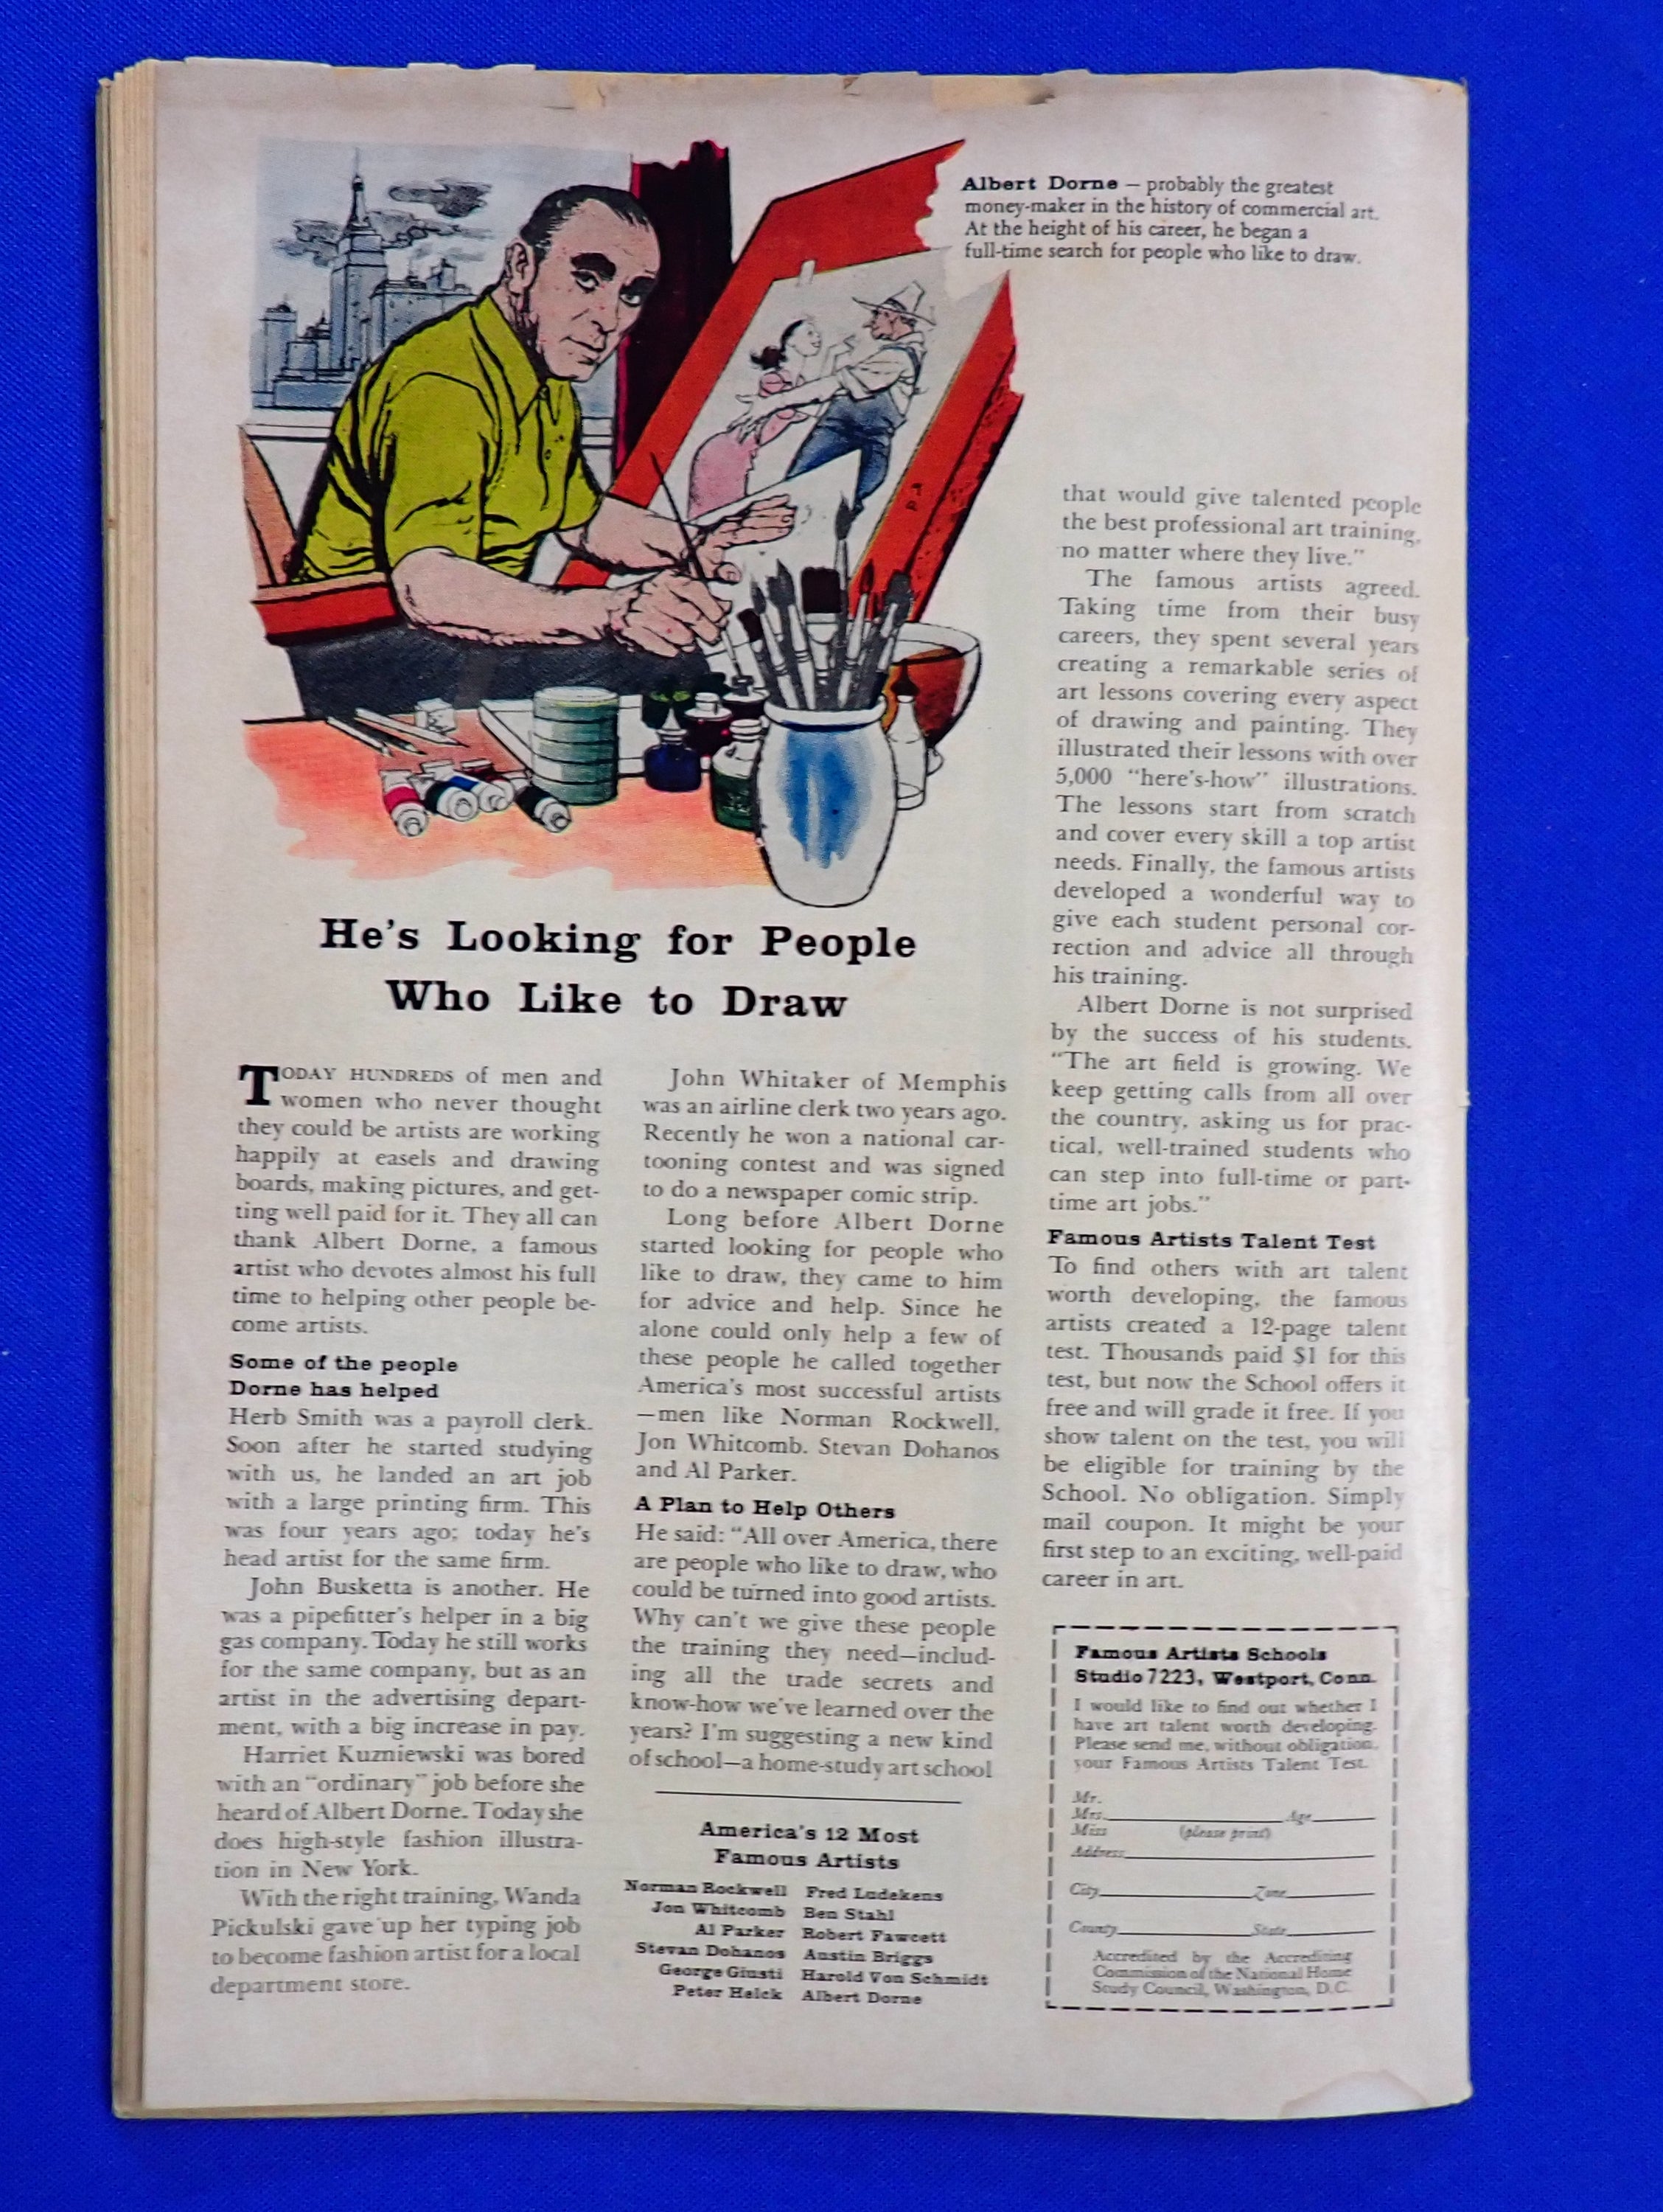 Albert Dorne — probably the greatest
money-maker in the history of commercial art.
At the height of his career, he began a
full-time search for people who like to draw.
He's Looking for People
Who Like to Draw
TODAY HUNDREDS of men and
women who never thought
they could be artists are working
happily at easels and drawing
boards, making pictures, and get-
ting well paid for it. They all can
thank Albert Dorne, a famous
artist who devotes almost his full
time to helping other people be-
come artists.
Some of the people
Dorne has helped
Herb Smith was a payroll clerk.
Soon after he started studying
with us, he landed an art job
with a large printing firm. This
was four years ago; today he's
head artist for the same firm.
John Busketta is another. He
was a pipefitter's helper in a big
gas company. Today he still works
for the same company, but as an
artist in the advertising depart-
ment, with a big increase in pay.
Harriet Kuzniewski was bored
with an "ordinary" job before she
heard of Albert Dorne. Today she
does high-style fashion illustra-
tion in New York.
With the right training, Wanda
Pickulski gave up her typing job
to become fashion artist for a local
department store.
John Whitaker of Memphis
was an airline clerk two years ago.
Recently he won a national car-
tooning contest and was signed
to do a newspaper comic strip.
Long before Albert Dorne
started looking for people who
like to draw, they came to him
for advice and help. Since he
alone could only help a few of
these people he called together
America's most successful artists
—men like Norman Rockwell,
Jon Whitcomb. Stevan Dohanos
and Al Parker.
A Plan to Help Others
He said: "All over America, there
are people who like to draw, who
could be turned into good artists.
Why can't we give these people
the training they need—includ-
ing all the trade secrets and
know-how we've learned over the
years? I'm suggesting a new kind
of school—a home-study art school
America's 12 Most
Famous Artists
Norman Rockwell Fred Ludekens
Jon Whitcomb Ben Stahl
Al Parker Robert Fawcett
Stevan Dohanos Austin Briggs
George Giusti Harold Von Schmidt
Peter Helck Albert Dorne
that would give talented people
the best professional art training,
no matter where they live."
The famous artists agreed.
Taking time from their busy
careers, they spent several years
creating a remarkable series of
art lessons covering every aspect
of drawing and painting. They
illustrated their lessons with over
5,000 "here's-how" illustrations.
The lessons start from scratch
and cover every skill a top artist
needs. Finally, the famous artists
developed a wonderful way to
give each student personal cor-
rection and advice all through
his training.
Albert Dorne is not surprised
by the success of his students.
"The art field is growing. We
keep getting calls from all over
the country, asking us for prac-
tical, well-trained students who
can step into full-time or part-
time art jobs."
Famous Artists Talent Test
To find others with art talent
worth developing, the famous
artists created a 12-page talent
test. Thousands paid $1 for this
test, but now the School offers it
free and will grade it free. If you
show talent on the test, you will
be eligible for training by the
School. No obligation. Simply
mail coupon. It might be your
first step to an exciting, well-paid
career in art.
Famous Artists Schools
Studio 7223, Westport, Conn.
I would like to find out whether I
have art talent worth developing.
Please send me, without obligation,
your Famous Artists Talent Test.
Mr.
Mrs. Age
Miss (please print)
Address
City Zone
County State
Accredited by the Accrediting
Commission of the National Home
Study Council, Washington, D.C.